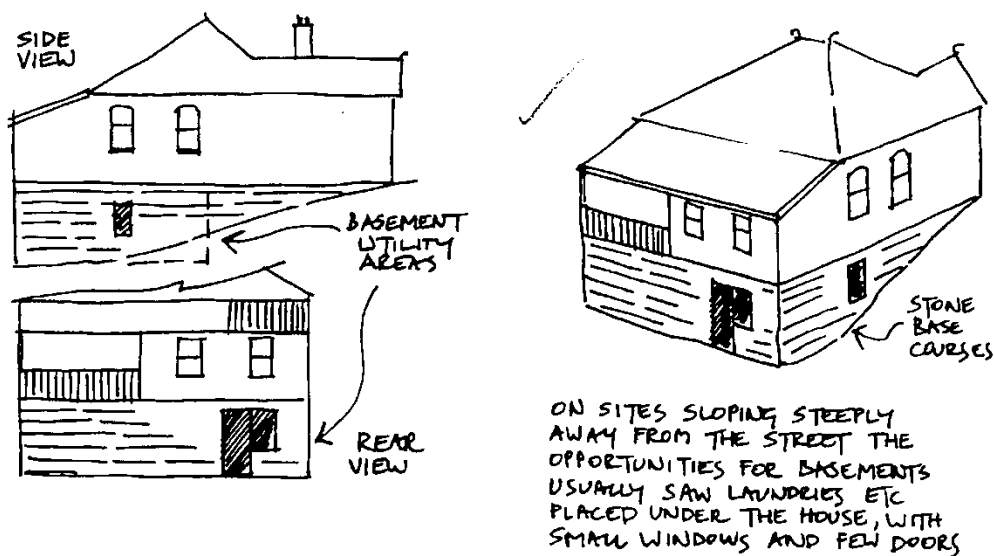 SIDE
VIEW
BASEMENT
UTILITY
AREAS
REAR
VIEW
STONE
BASE
COURSES
ON SITES SLOPING STEEPLY
AWAY FROM THE STREET THE
OPPORTUNITIES FOR BASEMENTS
USUALLY SAW LAUNDRIES, ETC
PLACED UNDER THE HOUSE, WITH
SMALL WINDOWS AND FEW DOORS